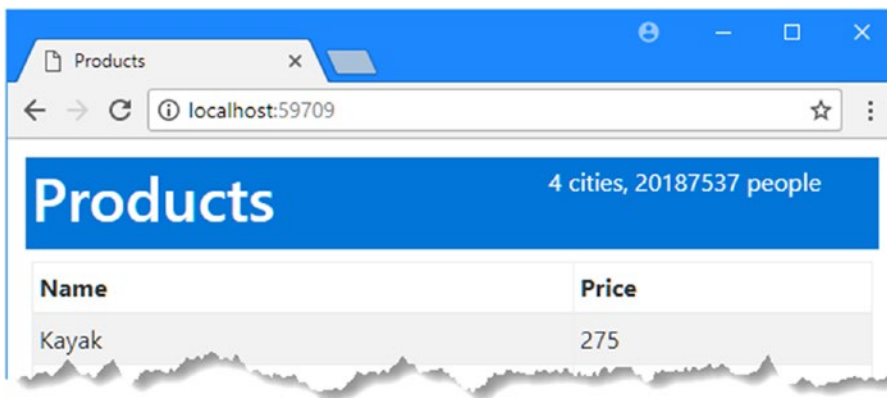 Products
localhost:59709
Products
4 cities, 20187537 people
Name Price
Kayak 275